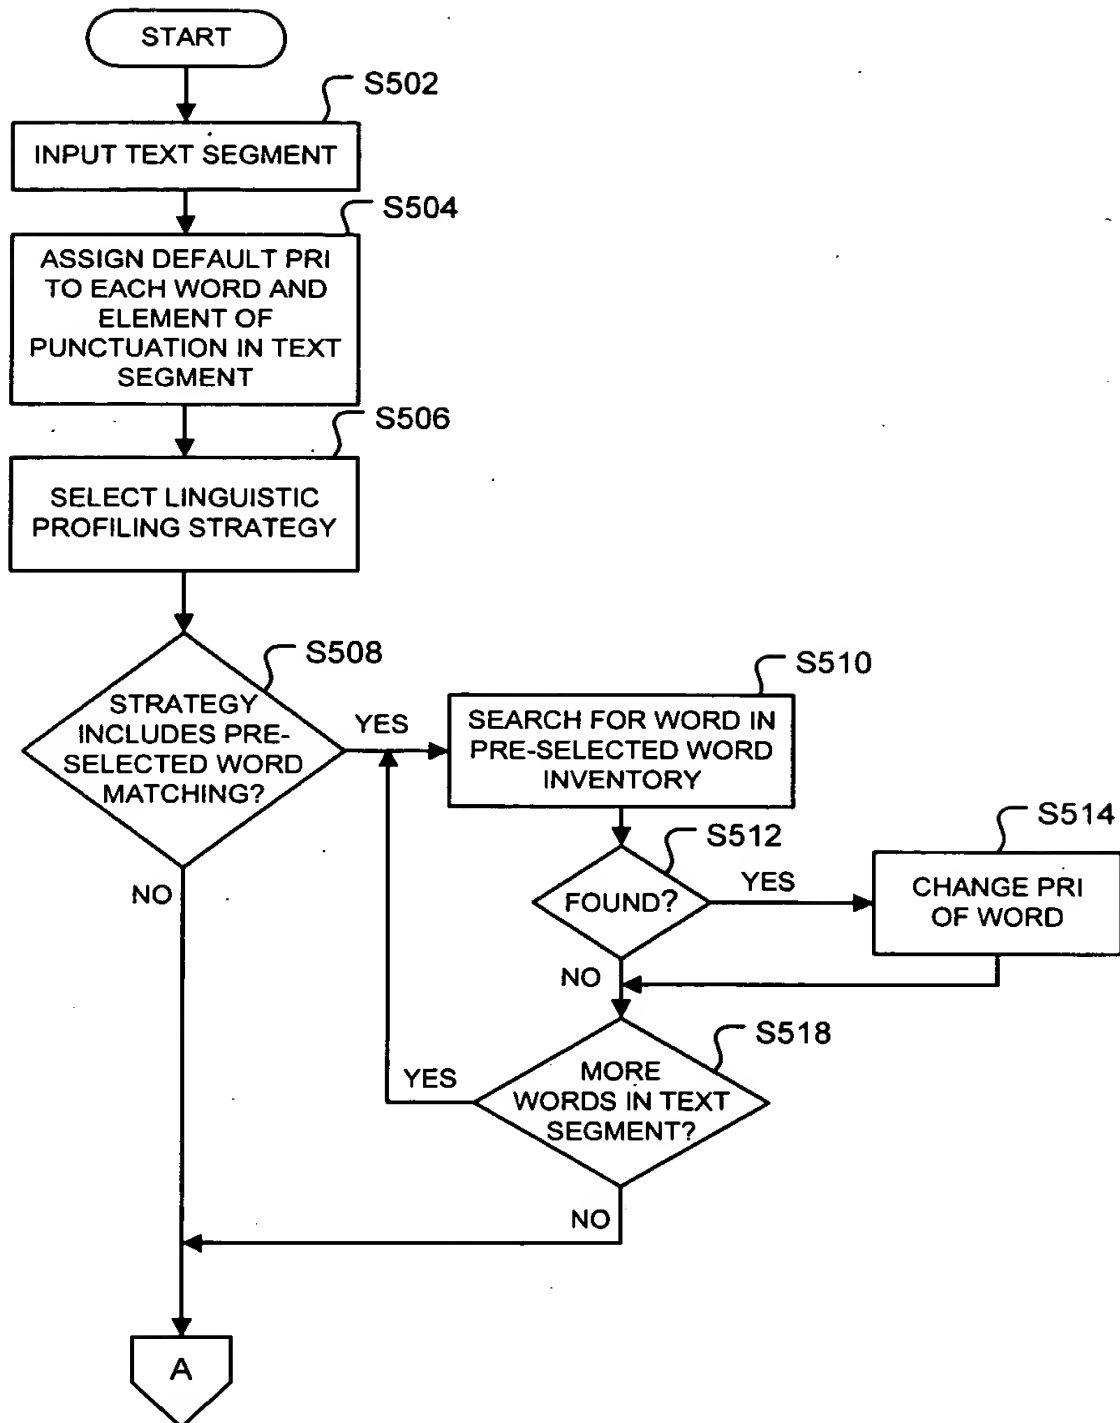 START
S502
INPUT TEXT SEGMENT
S504
ASSIGN DEFAULT PRI
TO EACH WORD AND
ELEMENT OF
PUNCTUATION IN TEXT
SEGMENT
S506
SELECT LINGUISTIC
PROFILING STRATEGY
S508
STRATEGY
INCLUDES PRE-
SELECTED WORD
MATCHING?
YES
NO
S510
SEARCH FOR WORD IN
PRE-SELECTED WORD
INVENTORY
S512
FOUND?
YES
NO
S514
CHANGE PRI
OF WORD
S518
MORE
WORDS IN TEXT
SEGMENT?
YES
NO
A